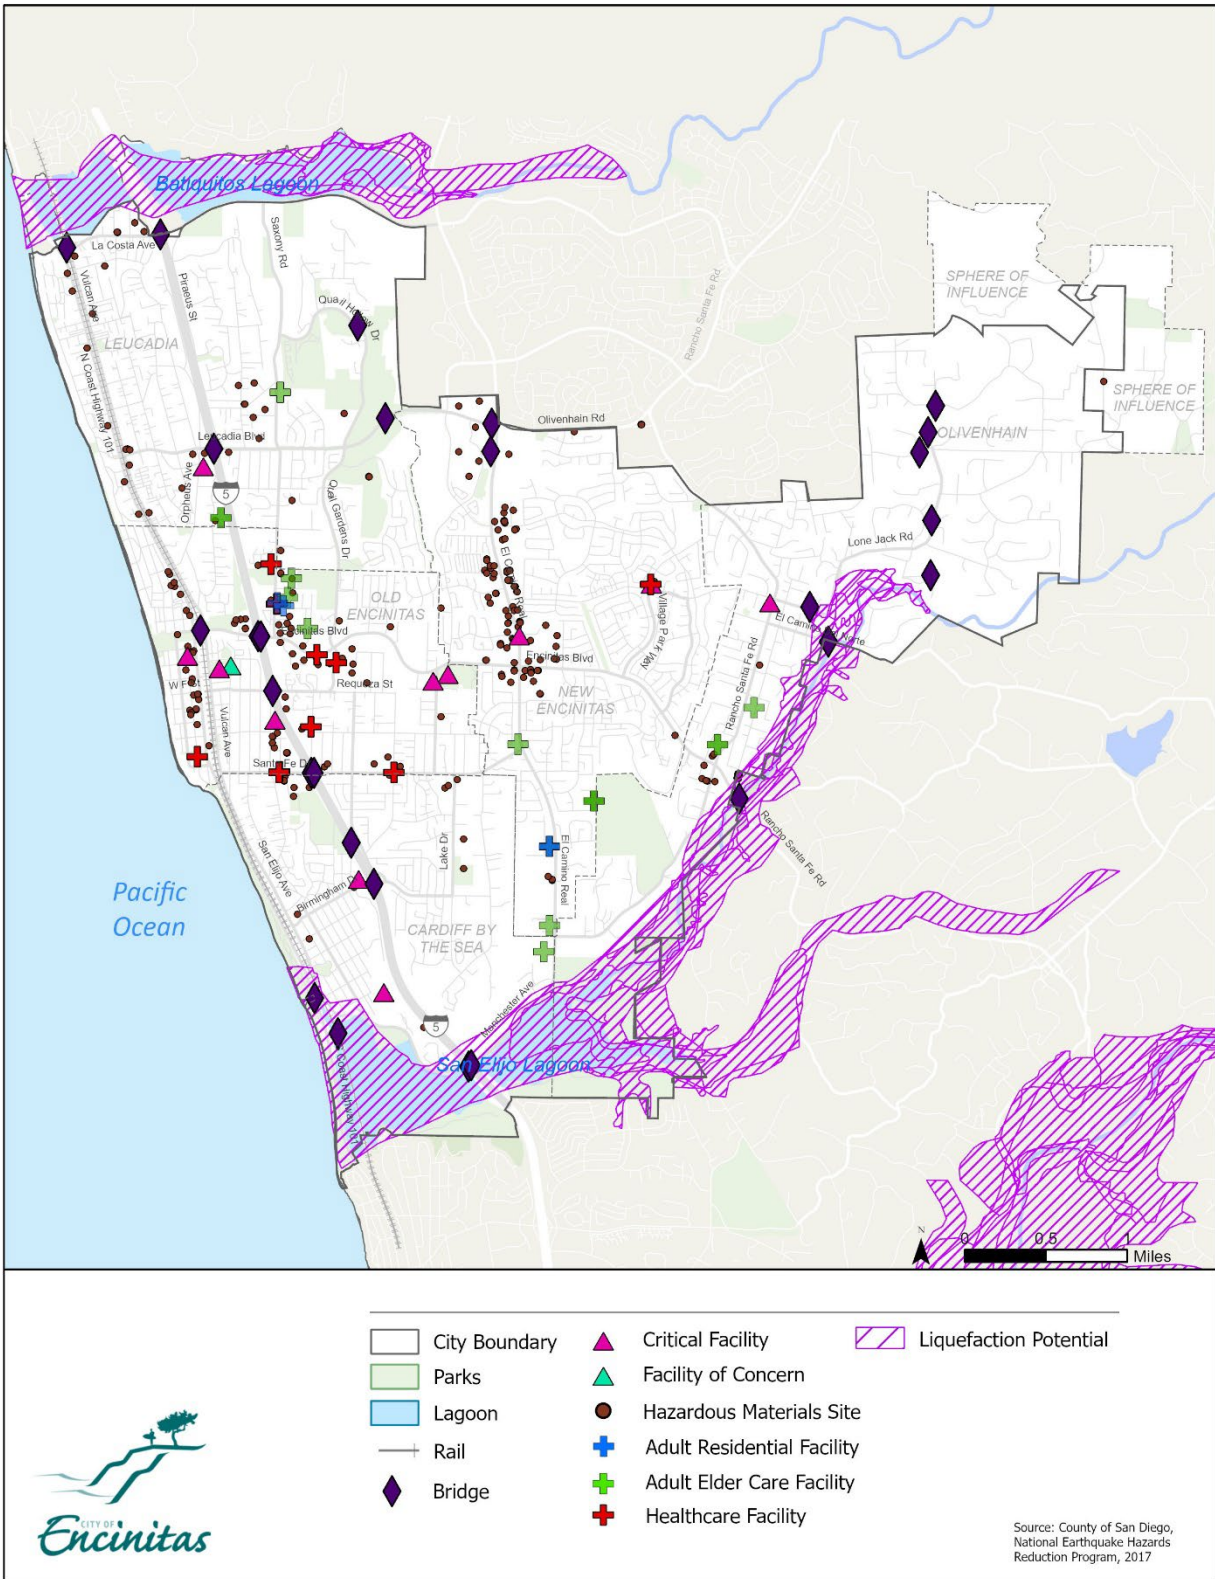 Batiquitos Lagoon
La Costa Ave
Saxony Rd
Vulcan Ave
Piraeus St
Quail Hollow Dr
SPHERE OF
INFLUENCE
Rancho Santa Fe Rd
LEUCADIA
N Coast Highway 101
SPHERE OF
INFLUENCE
Olivenhain Rd
OLIVENHAIN
Leucadia Blvd
Orpheus Ave
5
Quail Gardens Dr
El Camino Real
Lone Jack Rd
OLD
ENCINITAS
Village Park Way
El Camino Del Norte
Encinitas Blvd
Encinitas Blvd
W F St
Requeza St
NEW
ENCINITAS
Rancho Santa Fe Rd
Vulcan Ave
Santa Fe Dr
Lake Dr
El Camino Real
Rancho Santa Fe Rd
San Elijo Ave
Birmingham Dr
Pacific
Ocean
CARDIFF BY
THE SEA
Manchester Ave
5
San Elijo Lagoon
Coast Highway 101
N
0 0.5 1
Miles
City Boundary
Parks
Lagoon
Rail
Bridge
Critical Facility
Facility of Concern
Hazardous Materials Site
Adult Residential Facility
Adult Elder Care Facility
Healthcare Facility
Liquefaction Potential
CITY OF
Encinitas
Source: County of San Diego,
National Earthquake Hazards
Reduction Program, 2017